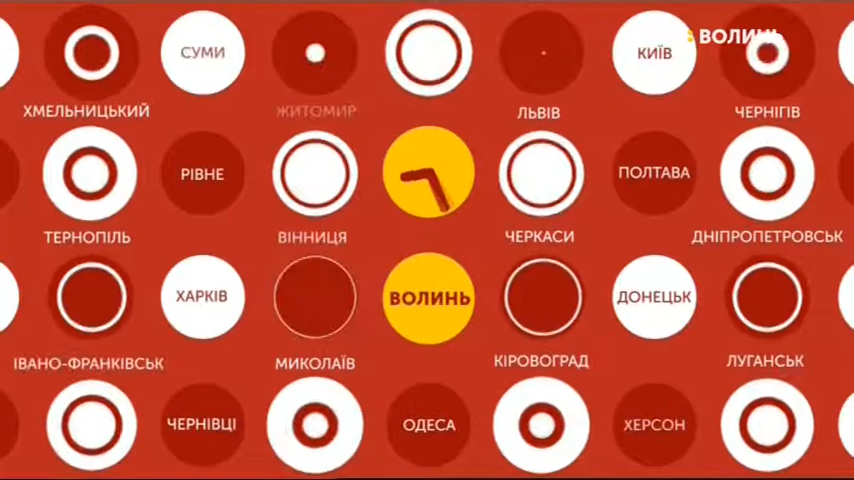 ВОЛИНЬ
СУМИ
КИЇВ
ХМЕЛЬНИЦЬКИЙ
ЖИТОМИР
ЛЬВІВ
ЧЕРНІГІВ
РІВНЕ
ПОЛТАВА
ТЕРНОПІЛЬ
ВІННИЦЯ
ЧЕРКАСИ
ДНІПРОПЕТРОВСЬК
ХАРКІВ
ВОЛИНЬ
ДОНЕЦЬК
ІВАНО-ФРАНКІВСЬК
МИКОЛАЇВ
КІРОВОГРАД
ЛУГАНСЬК
ЧЕРНІВЦІ
ОДЕСА
ХЕРСОН